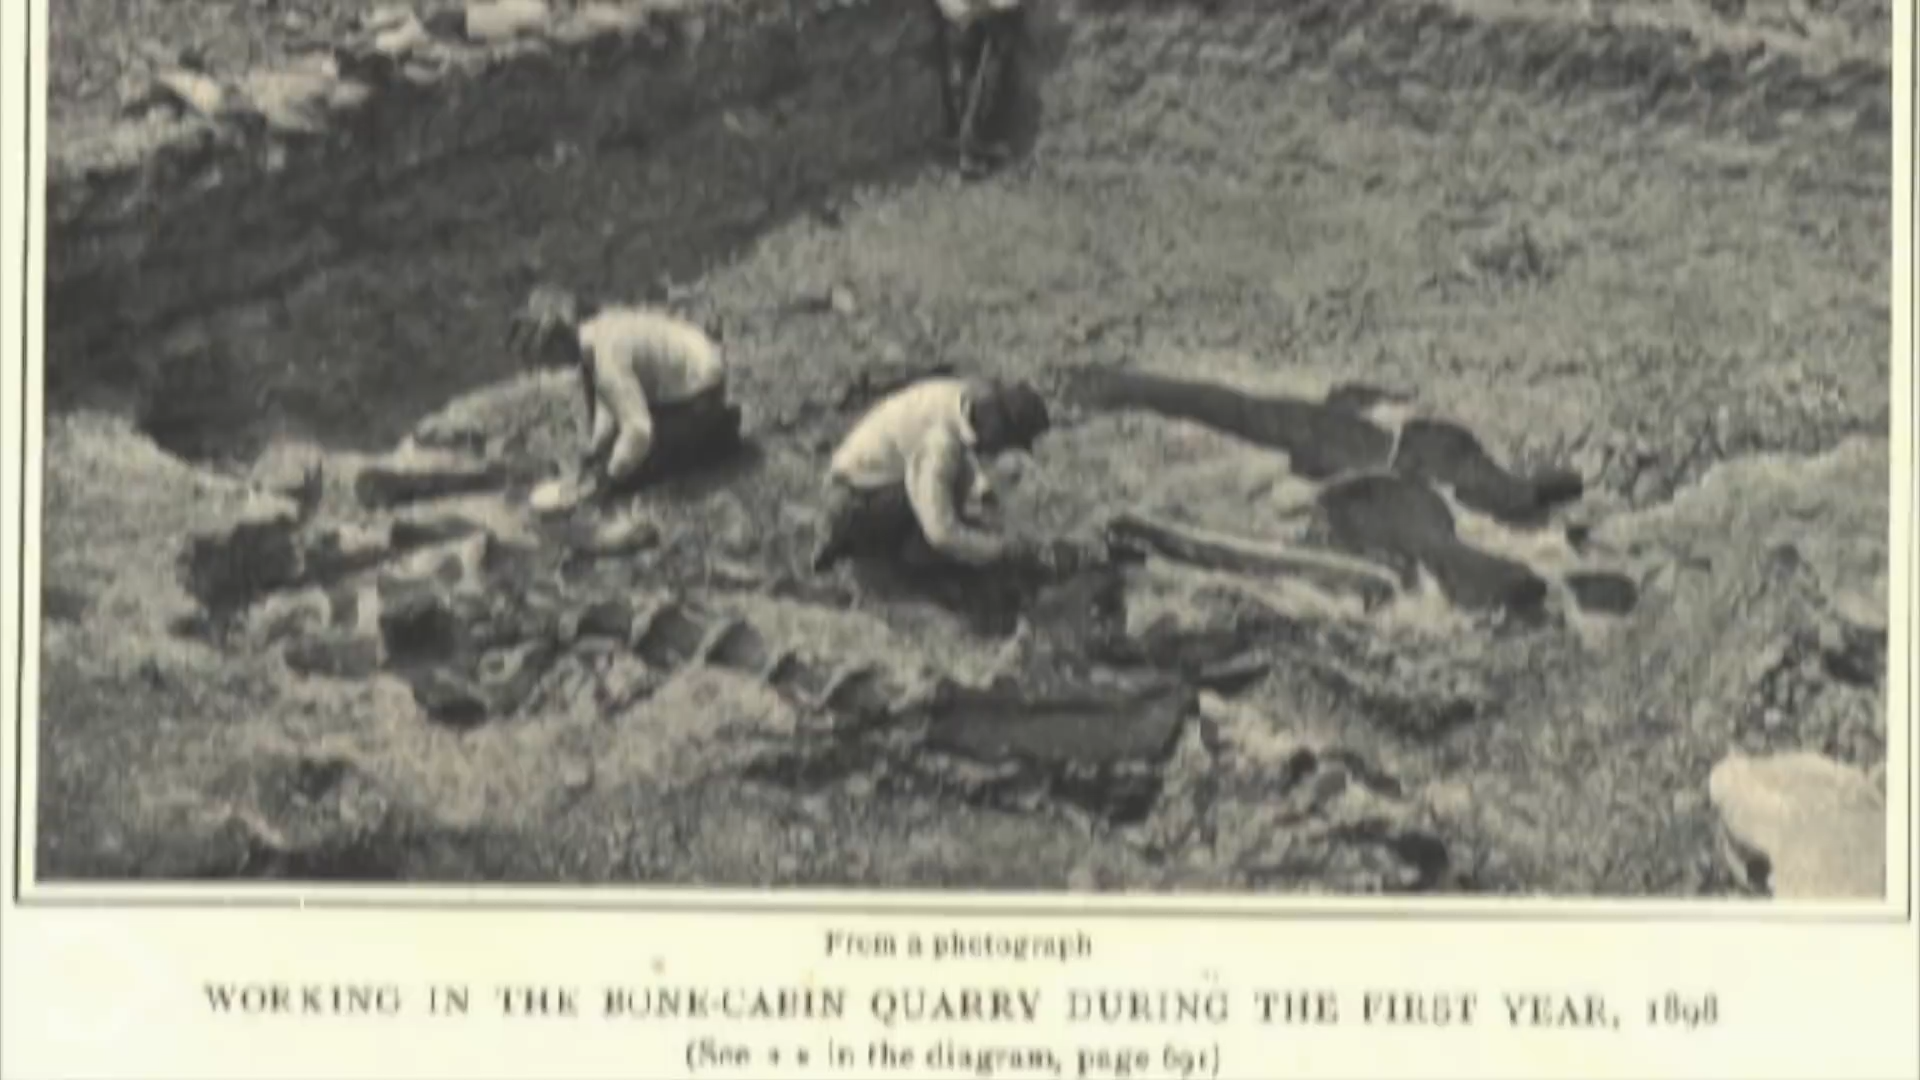 From a photograph
WORKING IN THE BONE-CABIN QUARRY DURING THE FIRST YEAR, 1898
(See in the diagram, page 691)